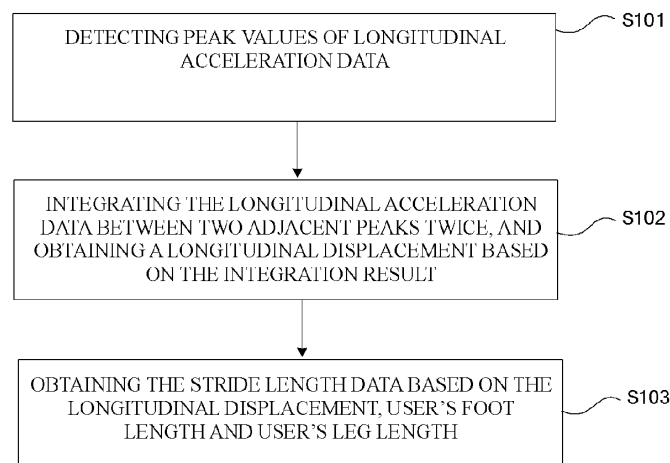 S101
DETECTING PEAK VALUES OF LONGITUDINAL
ACCELERATION DATA
INTEGRATING THE LONGITUDINAL ACCELERATION
DATA BETWEEN TWO ADJACENT PEAKS TWICE, AND
OBTAINING A LONGITUDINAL DISPLACEMENT BASED
ON THE INTEGRATION RESULT
S102
OBTAINING THE STRIDE LENGTH DATA BASED ON THE
LONGITUDINAL DISPLACEMENT, USER'S FOOT
LENGTH AND USER'S LEG LENGTH
S103